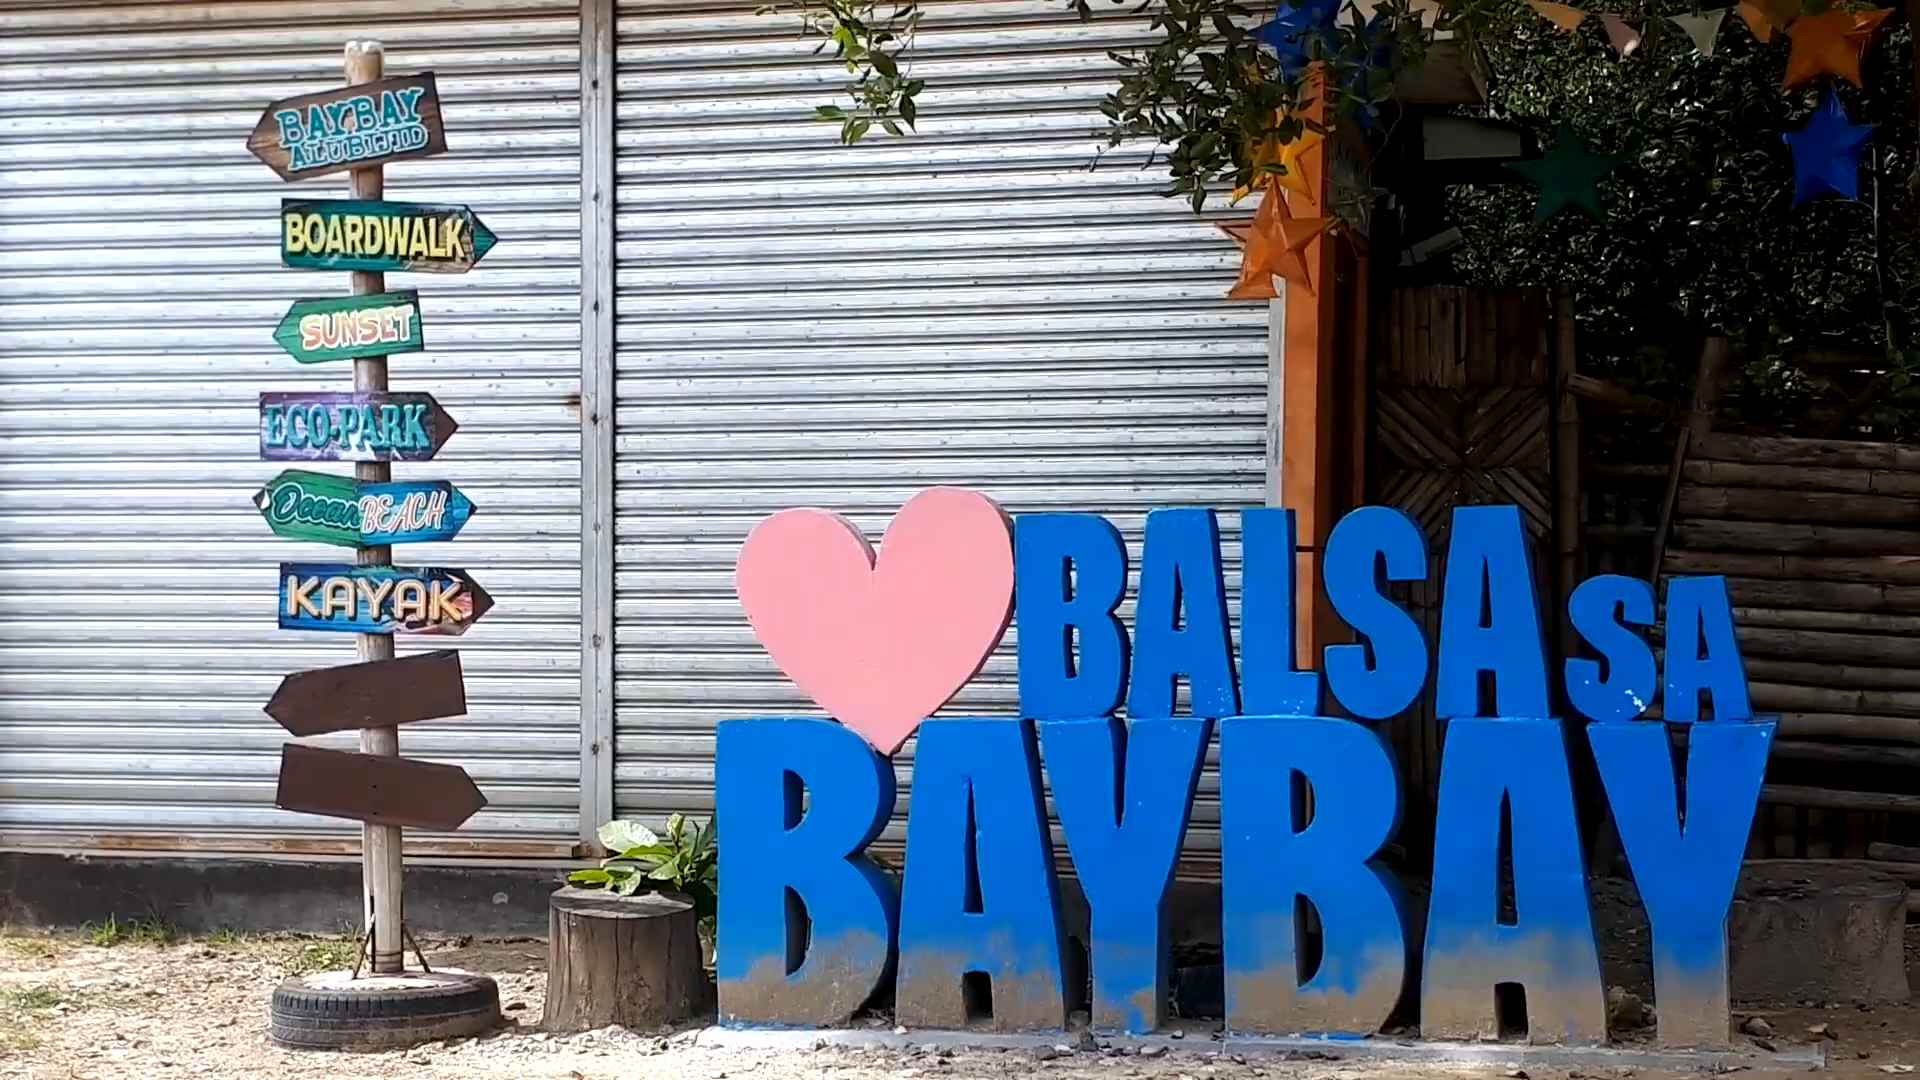 BAYBAY
ALUBIJID
BOARDWALK
SUNSET
ECO-PARK
Ocean BEACH
KAYAK
BALSA SA
BAYBAY